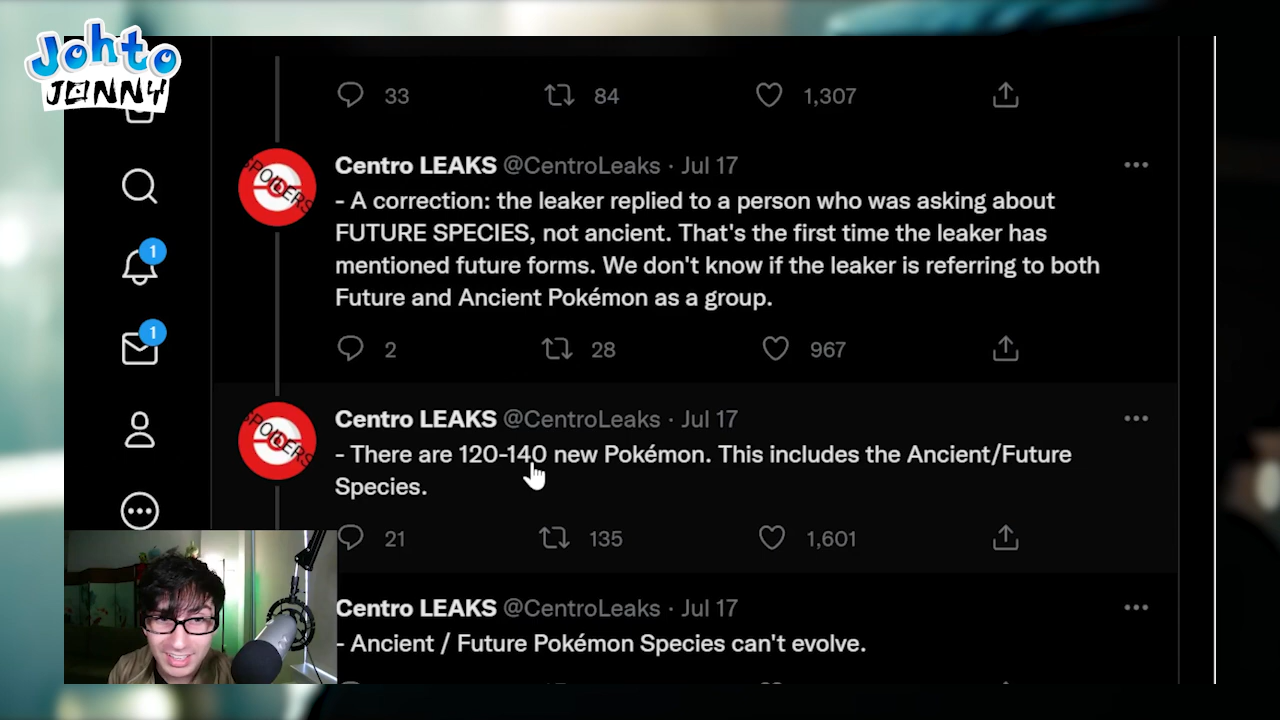 Johto
JONNY
33 84 1,307
Centro LEAKS @CentroLeaks · Jul 17
- A correction: the leaker replied to a person who was asking about
FUTURE SPECIES, not ancient. That's the first time the leaker has
mentioned future forms. We don't know if the leaker is referring to both
Future and Ancient Pokémon as a group.
SPOILERS
1
1
2 28 967
Centro LEAKS @CentroLeaks · Jul 17
- There are 120-140 new Pokémon. This includes the Ancient/Future
Species.
SPOILERS
21 135 1,601
Centro LEAKS @CentroLeaks · Jul 17
- Ancient / Future Pokémon Species can't evolve.